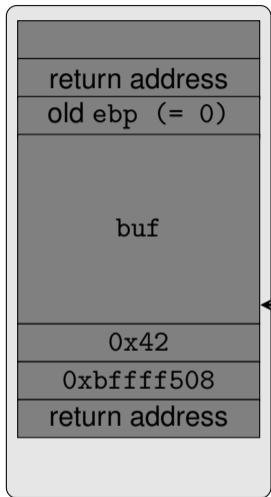 return address
old ebp (= 0)
buf
0x42
0xbffff508
return address